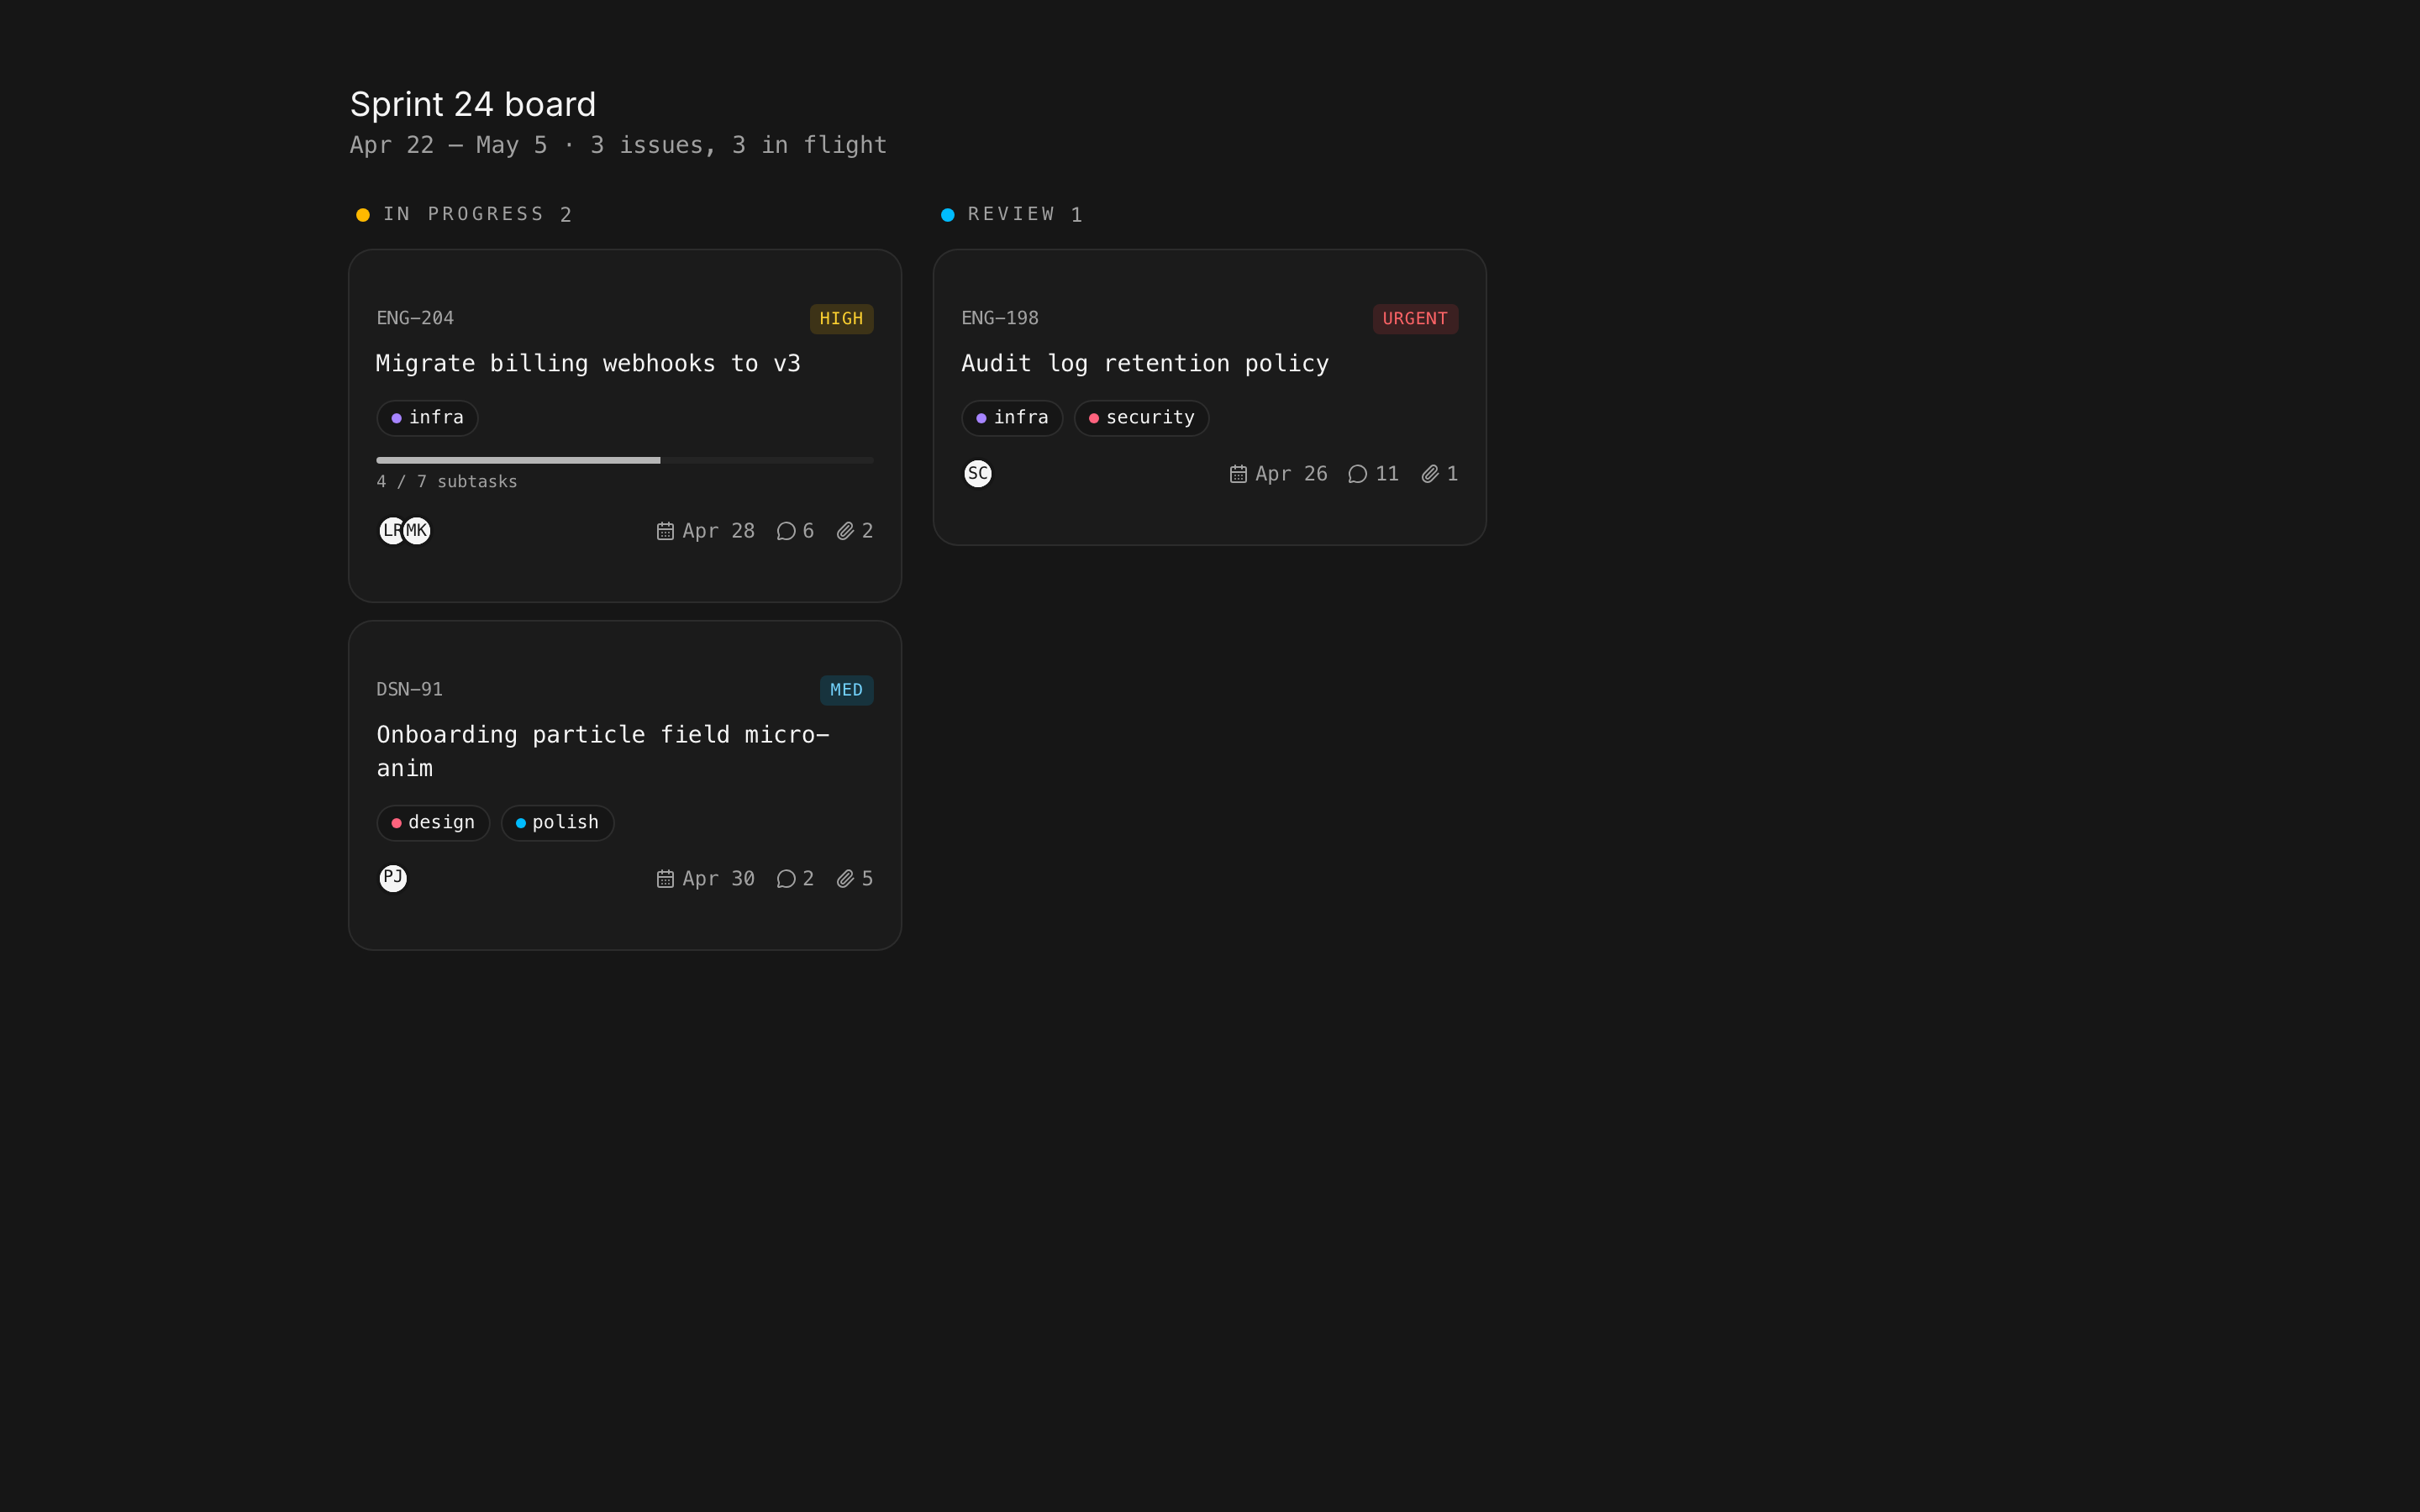 Sprint 24 board
Apr 22 – May 5 · 3 issues, 3 in flight
IN PROGRESS 2
ENG-204 HIGH
Migrate billing webhooks to v3
infra
4 / 7 subtasks
LR MK Apr 28 6 2
DSN-91 MED
Onboarding particle field micro-
anim
design polish
PJ Apr 30 2 5
REVIEW 1
ENG-198 URGENT
Audit log retention policy
infra security
SC Apr 26 11 1